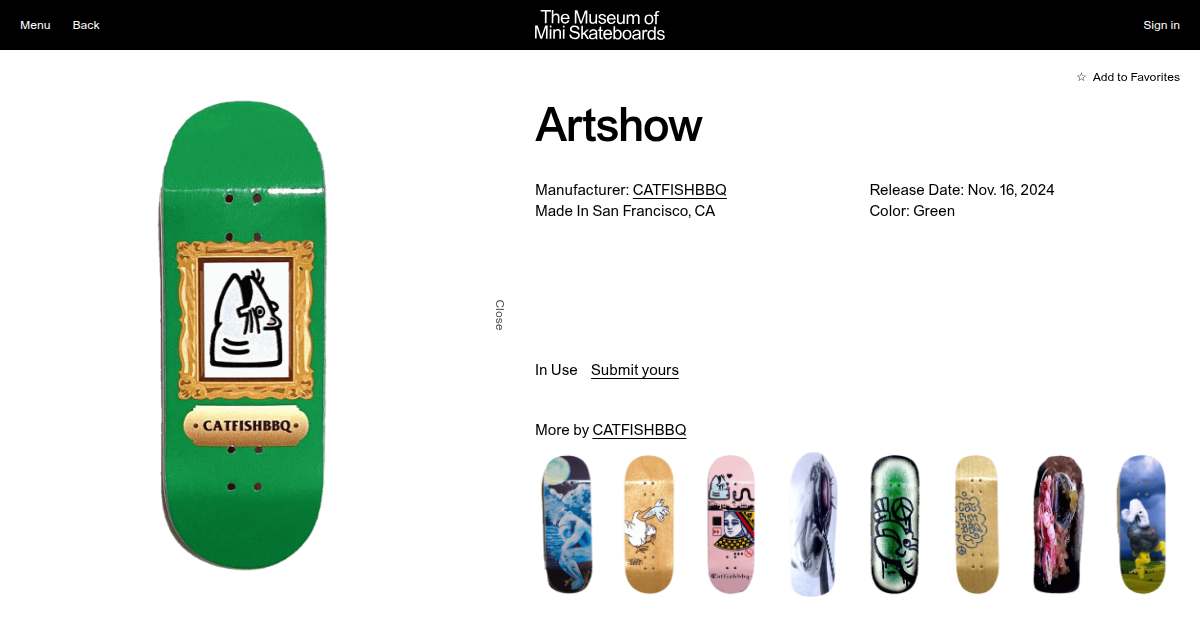 Menu
Back
The Museum of
Mini Skateboards
Sign in
☆ Add to Favorites
Artshow
Manufacturer: CATFISHBBQ
Made In San Francisco, CA
Release Date: Nov. 16, 2024
Color: Green
• CATFISHBBQ •
Close
In Use Submit yours
More by CATFISHBBQ